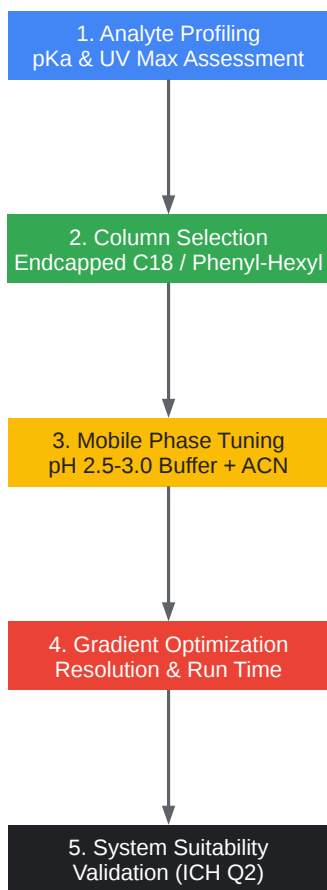 1. Analyte Profiling
pKa & UV Max Assessment
2. Column Selection
Endcapped C18 / Phenyl-Hexyl
3. Mobile Phase Tuning
pH 2.5-3.0 Buffer + ACN
4. Gradient Optimization
Resolution & Run Time
5. System Suitability
Validation (ICH Q2)